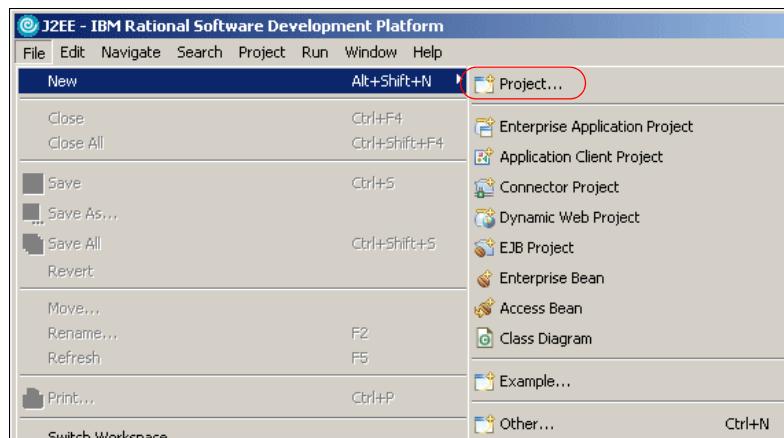 J2EE - IBM Rational Software Development Platform
File Edit Navigate Search Project Run Window Help
New Alt+Shift+N
Close Ctrl+F4
Close All Ctrl+Shift+F4
Save Ctrl+S
Save As...
Save All Ctrl+Shift+S
Revert
Move...
Rename... F2
Refresh F5
Print... Ctrl+P
Switch Workspace
Project...
Enterprise Application Project
Application Client Project
Connector Project
Dynamic Web Project
EJB Project
Enterprise Bean
Access Bean
Class Diagram
Example...
Other... Ctrl+N